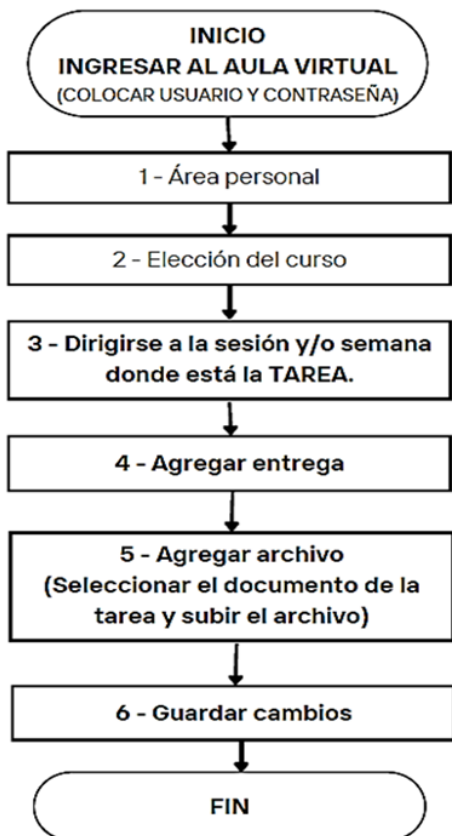 INICIO
INGRESAR AL AULA VIRTUAL
(COLOCAR USUARIO Y CONTRASEÑA)
1 - Área personal
2 - Elección del curso
3 - Dirigirse a la sesión y/o semana
donde está la TAREA.
4 - Agregar entrega
5 - Agregar archivo
(Seleccionar el documento de la
tarea y subir el archivo)
6 - Guardar cambios
FIN